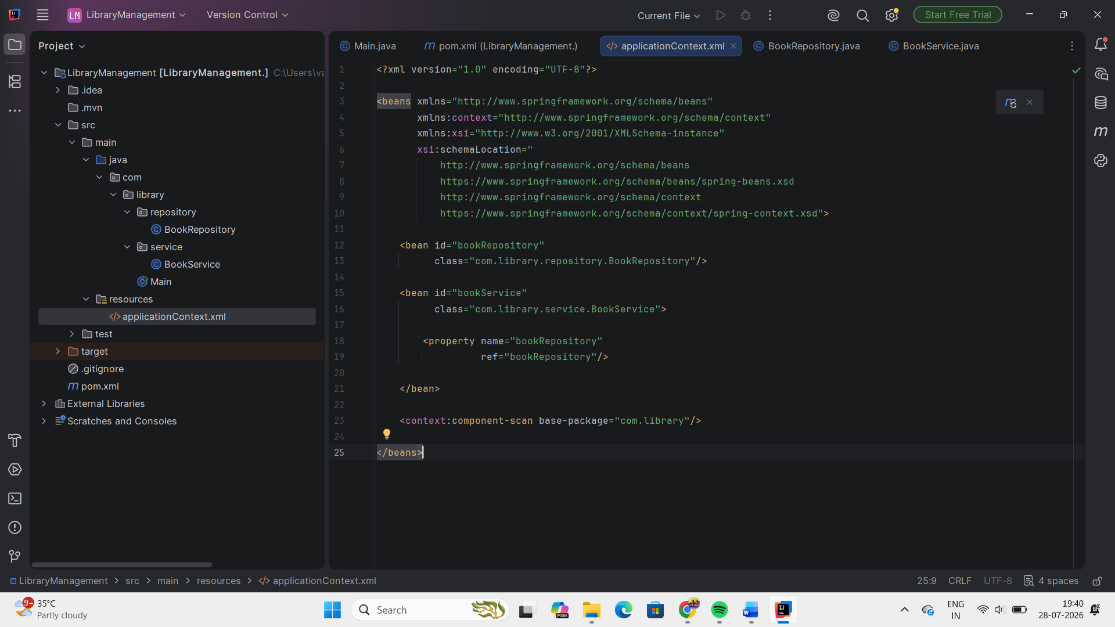 LM LibraryManagement Version Control Current File Start Free Trial
Project
LibraryManagement [LibraryManagement.] C:\Users\va
.idea
.mvn
src
main
java
com
library
repository
BookRepository
service
BookService
Main
resources
applicationContext.xml
test
target
.gitignore
pom.xml
External Libraries
Scratches and Consoles
Main.java pom.xml (LibraryManagement.) applicationContext.xml BookRepository.java BookService.java
1 <?xml version="1.0" encoding="UTF-8"?>
2
3 <beans xmlns="http://www.springframework.org/schema/beans"
4 xmlns:context="http://www.springframework.org/schema/context"
5 xmlns:xsi="http://www.w3.org/2001/XMLSchema-instance"
6 xsi:schemaLocation="
7 http://www.springframework.org/schema/beans
8 https://www.springframework.org/schema/beans/spring-beans.xsd
9 http://www.springframework.org/schema/context
10 https://www.springframework.org/schema/context/spring-context.xsd">
11
12 <bean id="bookRepository"
13 class="com.library.repository.BookRepository"/>
14
15 <bean id="bookService"
16 class="com.library.service.BookService">
17
18 <property name="bookRepository"
19 ref="bookRepository"/>
20
21 </bean>
22
23 <context:component-scan base-package="com.library"/>
24
25 </beans>
LibraryManagement > src > main > resources > applicationContext.xml 25:9 CRLF UTF-8 4 spaces
9+ 35°C
Partly cloudy
Search
ENG
IN
19:40
28-07-2026